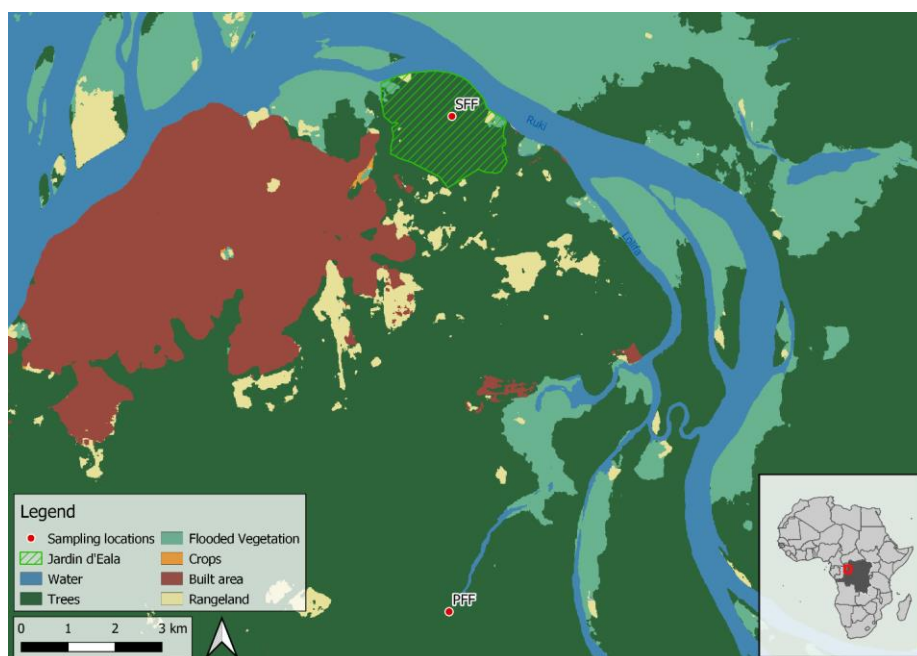 SFF
Ruki
Lolifa
PFF
Legend
Sampling locations
Jardin d'Eala
Water
Trees
Flooded Vegetation
Crops
Built area
Rangeland
0 1 2 3 km